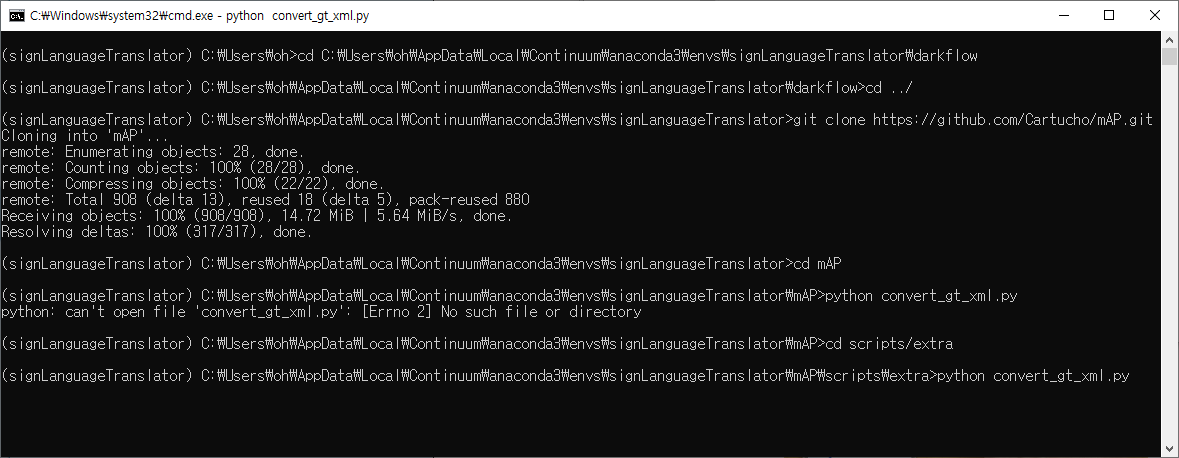 C:₩Windows₩system32₩cmd.exe - python  convert_gt_xml.py
(signLanguageTranslator) C:₩Users₩oh>cd C:₩Users₩oh₩AppData₩Local₩Continuum₩anaconda3₩envs₩signLanguageTranslator₩darkflow
(signLanguageTranslator) C:₩Users₩oh₩AppData₩Local₩Continuum₩anaconda3₩envs₩signLanguageTranslator₩darkflow>cd ../
(signLanguageTranslator) C:₩Users₩oh₩AppData₩Local₩Continuum₩anaconda3₩envs₩signLanguageTranslator>git clone https://github.com/Cartucho/mAP.git
Cloning into 'mAP'...
remote: Enumerating objects: 28, done.
remote: Counting objects: 100% (28/28), done.
remote: Compressing objects: 100% (22/22), done.
remote: Total 908 (delta 13), reused 18 (delta 5), pack-reused 880
Receiving objects: 100% (908/908), 14.72 MiB | 5.64 MiB/s, done.
Resolving deltas: 100% (317/317), done.
(signLanguageTranslator) C:₩Users₩oh₩AppData₩Local₩Continuum₩anaconda3₩envs₩signLanguageTranslator>cd mAP
(signLanguageTranslator) C:₩Users₩oh₩AppData₩Local₩Continuum₩anaconda3₩envs₩signLanguageTranslator₩mAP>python convert_gt_xml.py
python: can't open file 'convert_gt_xml.py': [Errno 2] No such file or directory
(signLanguageTranslator) C:₩Users₩oh₩AppData₩Local₩Continuum₩anaconda3₩envs₩signLanguageTranslator₩mAP>cd scripts/extra
(signLanguageTranslator) C:₩Users₩oh₩AppData₩Local₩Continuum₩anaconda3₩envs₩signLanguageTranslator₩mAP₩scripts₩extra>python convert_gt_xml.py